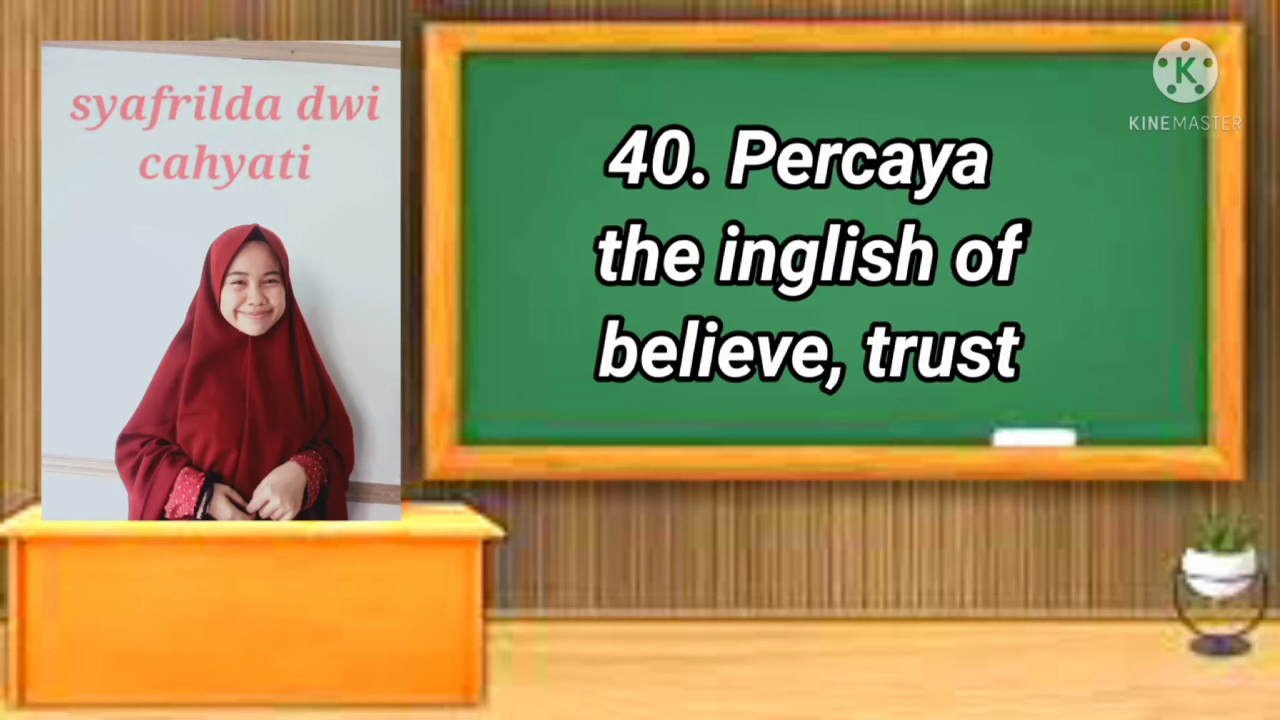 syafrilda dwi
cahyati
40. Percaya
the inglish of
believe, trust
K
KINEMASTER